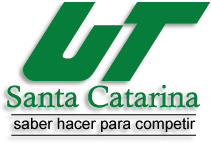 UT
Santa Catarina
saber hacer para competir